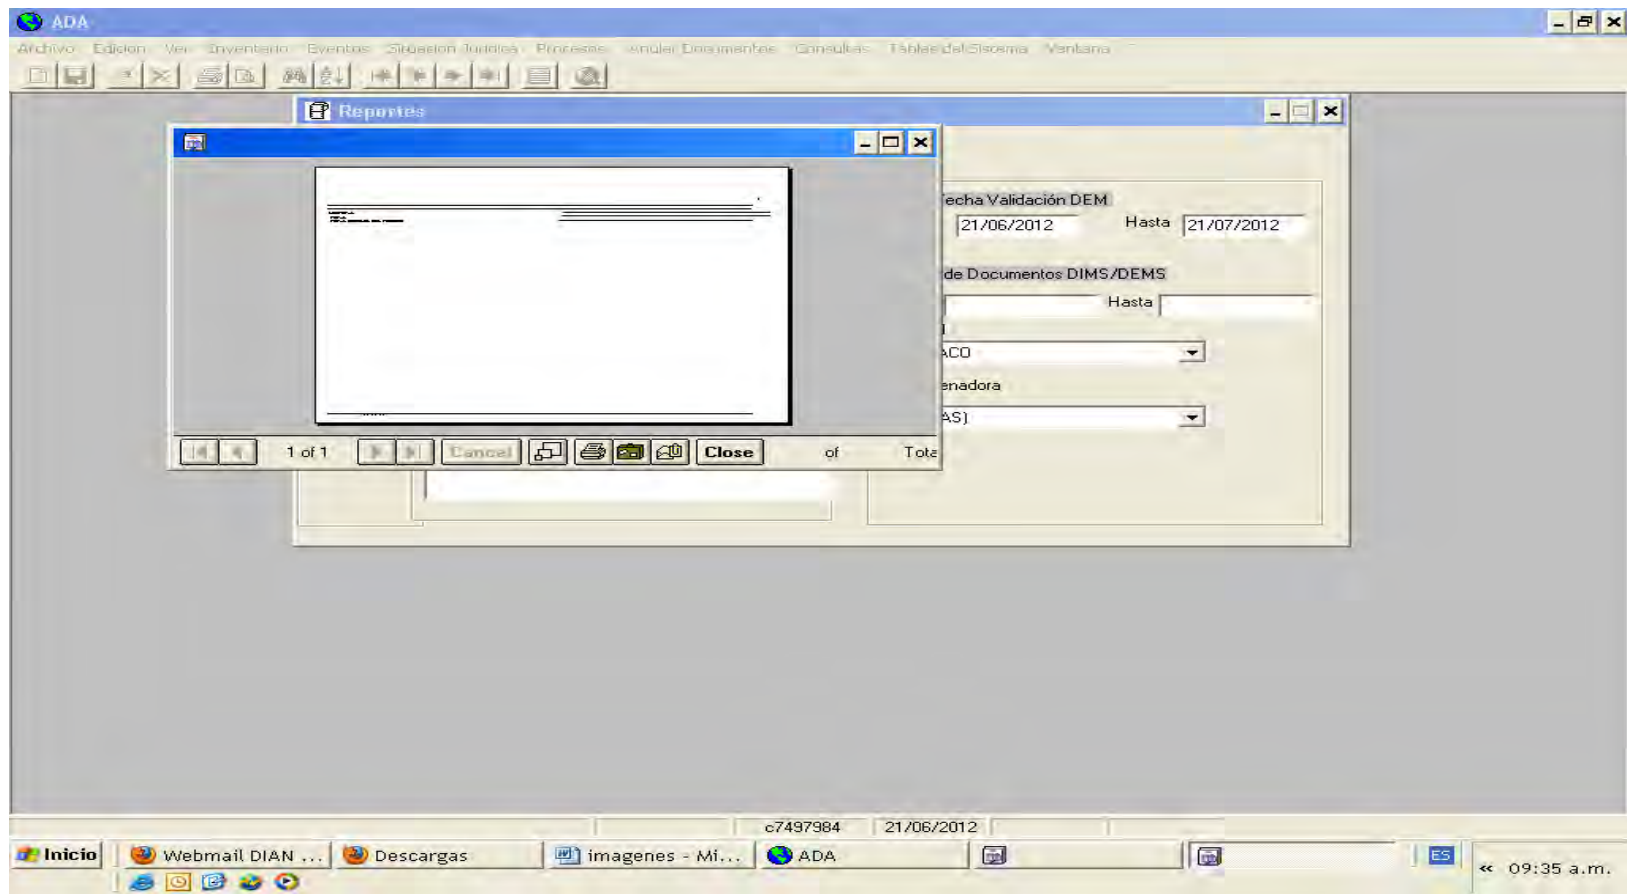 ADA
Archivo Edicion Ver Inventario Eventos Situacion Juridica Procesos Anular Documentos Consultas Tablas del Sistema Ventana
Reportes
echa Validación DEM
21/06/2012 Hasta 21/07/2012
de Documentos DIMS/DEMS
Hasta
ACO
enadora
AS)
1 of 1 Cancel Close of Tota
c7497984 21/06/2012
Inicio Webmail DIAN ... Descargas imagenes - Mi... ADA ES « 09:35 a.m.